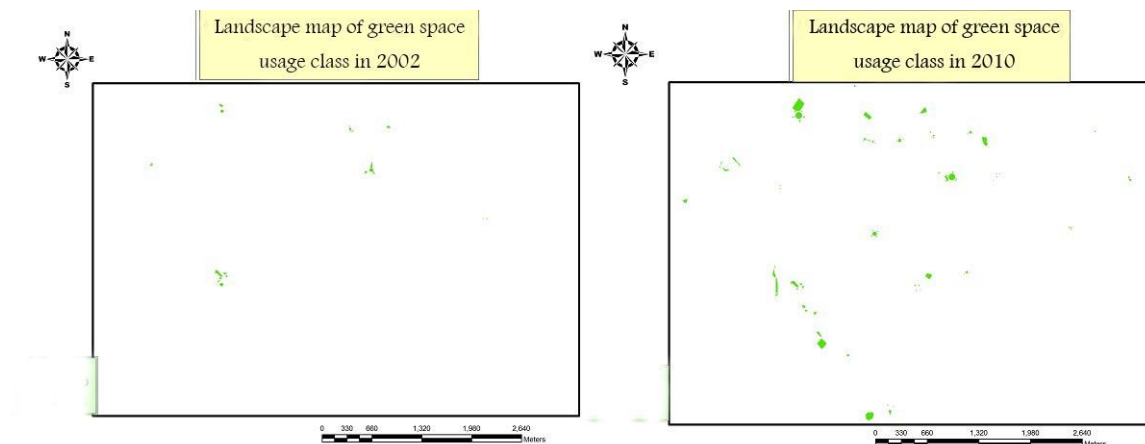 Landscape map of green space
usage class in 2002
N
W E
S
0 330 660 1,320 1,980 2,640
Meters
Landscape map of green space
usage class in 2010
N
W E
S
0 330 660 1,320 1,980 2,640
Meters